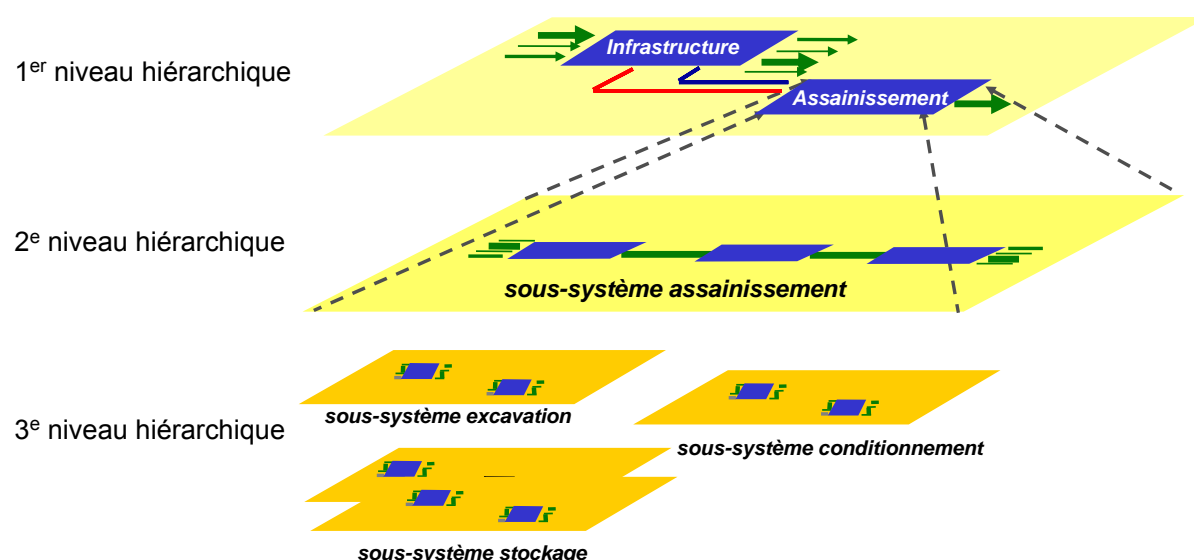 1er niveau hiérarchique
Infrastructure
Assainissement
2e niveau hiérarchique
sous-système assainissement
3e niveau hiérarchique
sous-système excavation
sous-système conditionnement
sous-système stockage